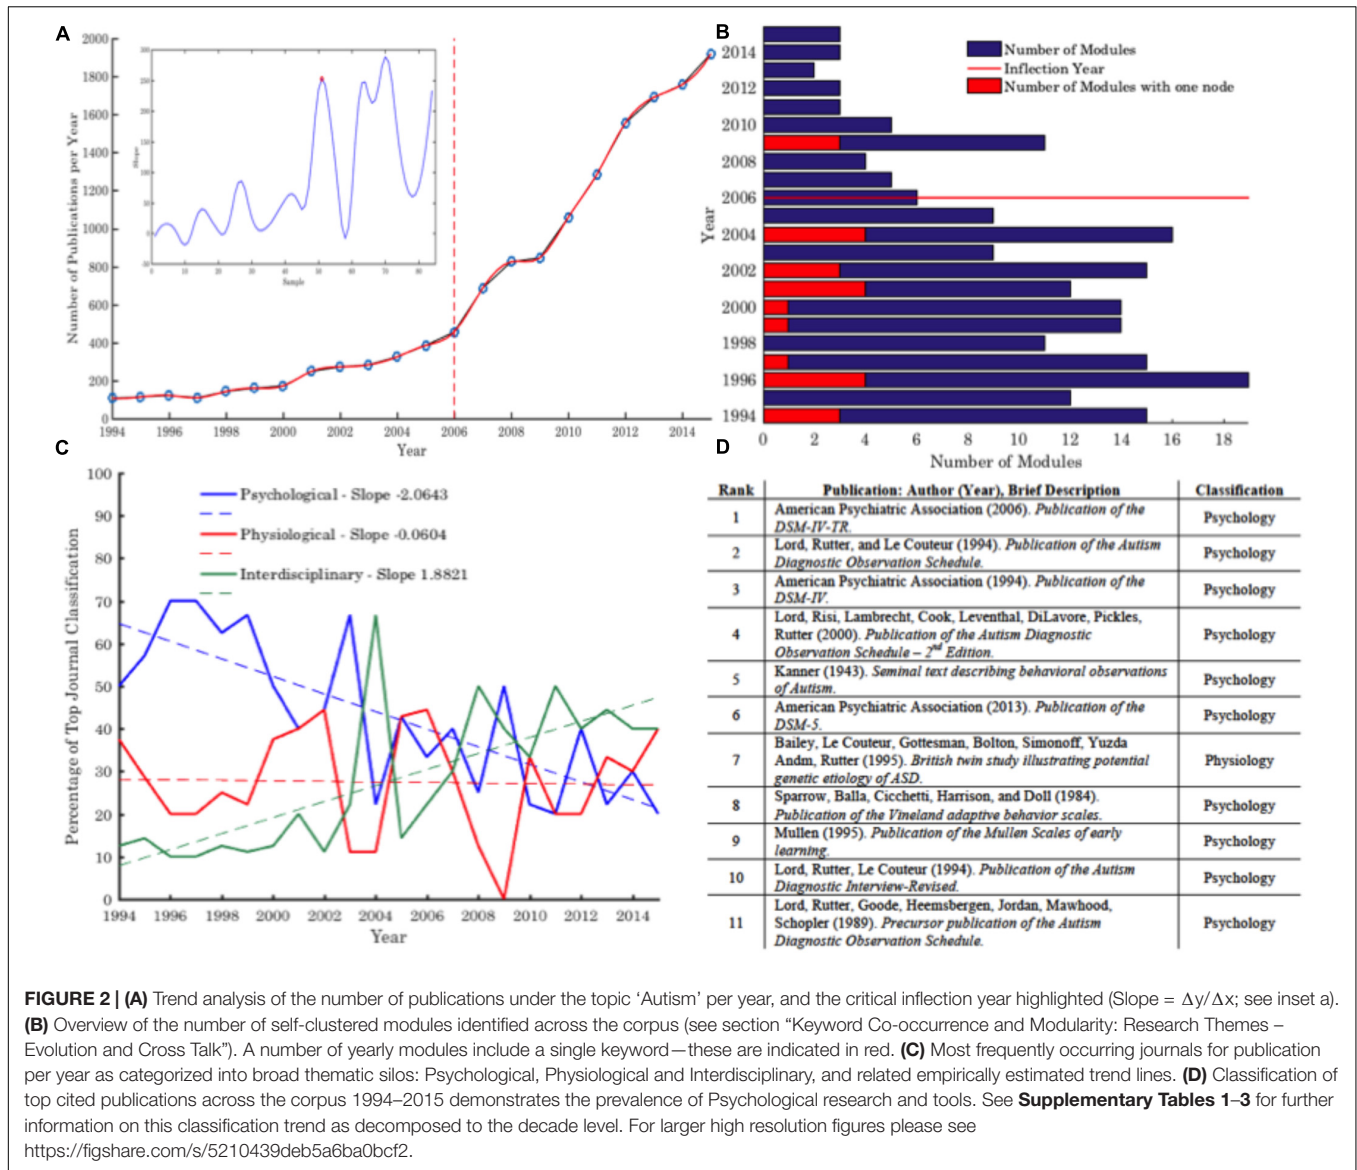 A
2000
1800
1600
1400
1200
1000
800
600
400
200
0
Number of Publications per Year
1994 1996 1998 2000 2002 2004 2006 2008 2010 2012 2014
Year
300
250
200
150
100
50
0
-50
Slope
0 10 20 30 40 50 60 70 80
Sample
B
Number of Modules
Inflection Year
Number of Modules with one node
2014
2012
2010
2008
2006
2004
2002
2000
1998
1996
1994
Year
0 2 4 6 8 10 12 14 16 18
Number of Modules
C
100
90
80
70
60
50
40
30
20
10
0
Percentage of Top Journal Classification
Psychological - Slope -2.0643
Physiological - Slope -0.0604
Interdisciplinary - Slope 1.8821
1994 1996 1998 2000 2002 2004 2006 2008 2010 2012 2014
Year
D
Rank Publication: Author (Year), Brief Description Classification
1 American Psychiatric Association (2006). Publication of the
DSM-IV-TR. Psychology
2 Lord, Rutter, and Le Couteur (1994). Publication of the Autism
Diagnostic Observation Schedule. Psychology
3 American Psychiatric Association (1994). Publication of the
DSM-IV. Psychology
Lord, Risi, Lambrecht, Cook, Leventhal, DiLavore, Pickles,
4 Rutter (2000). Publication of the Autism Diagnostic Psychology
Observation Schedule – 2nd Edition.
5 Kanner (1943). Seminal text describing behavioral observations
of Autism. Psychology
6 American Psychiatric Association (2013). Publication of the
DSM-5. Psychology
Bailey, Le Couteur, Gottesman, Bolton, Simonoff, Yuzda
7 Andm, Rutter (1995). British twin study illustrating potential Physiology
genetic etiology of ASD.
8 Sparrow, Balla, Cicchetti, Harrison, and Doll (1984).
Publication of the Vineland adaptive behavior scales. Psychology
9 Mullen (1995). Publication of the Mullen Scales of early
learning. Psychology
10 Lord, Rutter, Le Couteur (1994). Publication of the Autism
Diagnostic Interview-Revised. Psychology
Lord, Rutter, Goode, Heemsbergen, Jordan, Mawhood,
11 Schopler (1989). Precursor publication of the Autism Psychology
Diagnostic Observation Schedule.
FIGURE 2 | (A) Trend analysis of the number of publications under the topic ‘Autism’ per year, and the critical inflection year highlighted (Slope = Δy/Δx; see inset a).
(B) Overview of the number of self-clustered modules identified across the corpus (see section “Keyword Co-occurrence and Modularity: Research Themes –
Evolution and Cross Talk”). A number of yearly modules include a single keyword—these are indicated in red. (C) Most frequently occurring journals for publication
per year as categorized into broad thematic silos: Psychological, Physiological and Interdisciplinary, and related empirically estimated trend lines. (D) Classification of
top cited publications across the corpus 1994–2015 demonstrates the prevalence of Psychological research and tools. See Supplementary Tables 1–3 for further
information on this classification trend as decomposed to the decade level. For larger high resolution figures please see
https://figshare.com/s/5210439deb5a6ba0bcf2.